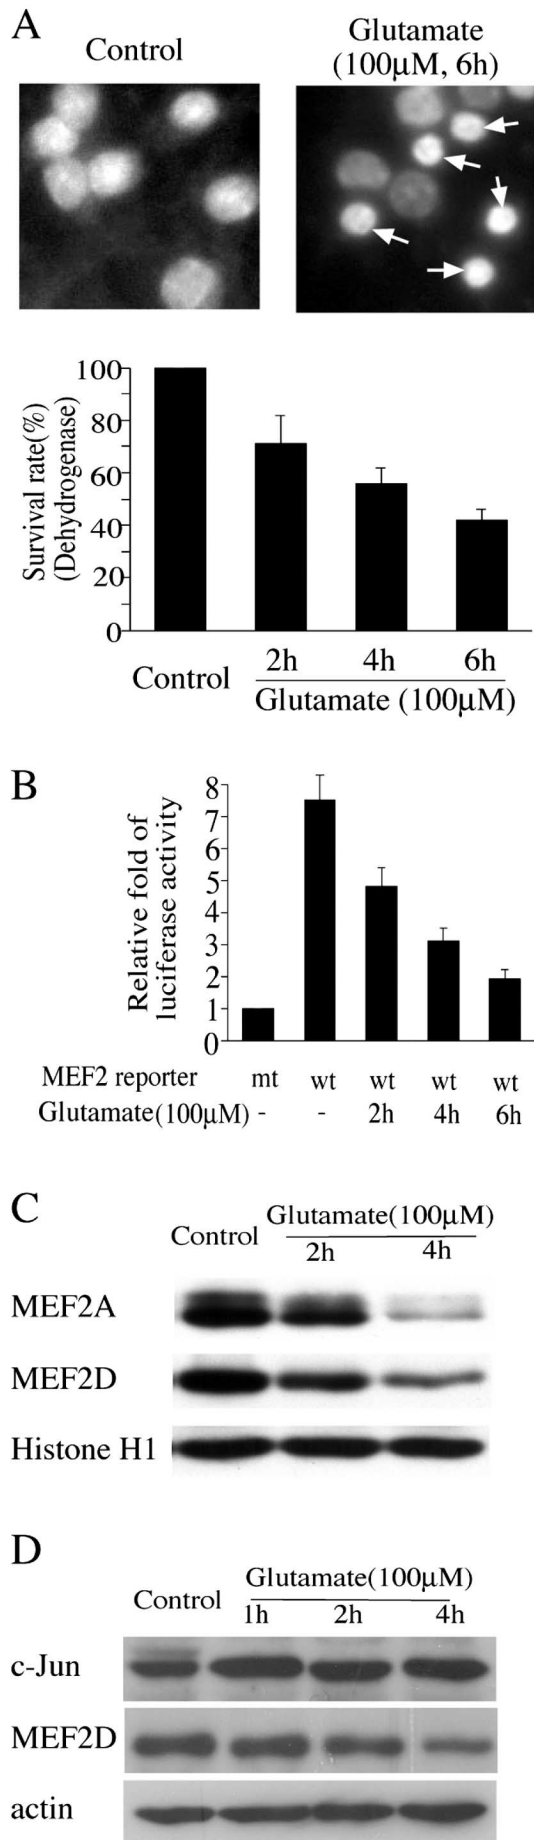 A
Control
Glutamate
(100µM, 6h)
Survival rate(%)
(Dehydrogenase)
100
80
60
40
20
0
Control
2h 4h 6h
Glutamate (100µM)
B
Relative fold of
luciferase activity
8
7
6
5
4
3
2
1
0
MEF2 reporter mt wt wt wt wt
Glutamate(100µM) - - 2h 4h 6h
C
Control
Glutamate(100µM)
2h 4h
MEF2A
MEF2D
Histone H1
D
Control
Glutamate(100µM)
1h 2h 4h
c-Jun
MEF2D
actin